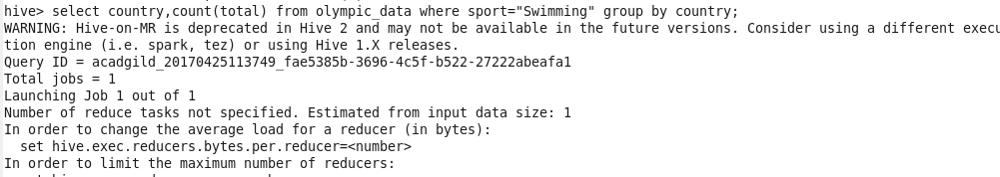 hive> select country,count(total) from olympic_data where sport="Swimming" group by country;
WARNING: Hive-on-MR is deprecated in Hive 2 and may not be available in the future versions. Consider using a different execu
tion engine (i.e. spark, tez) or using Hive 1.X releases.
Query ID = acadgild_20170425113749_fae5385b-3696-4c5f-b522-27222abeafa1
Total jobs = 1
Launching Job 1 out of 1
Number of reduce tasks not specified. Estimated from input data size: 1
In order to change the average load for a reducer (in bytes):
  set hive.exec.reducers.bytes.per.reducer=<number>
In order to limit the maximum number of reducers: